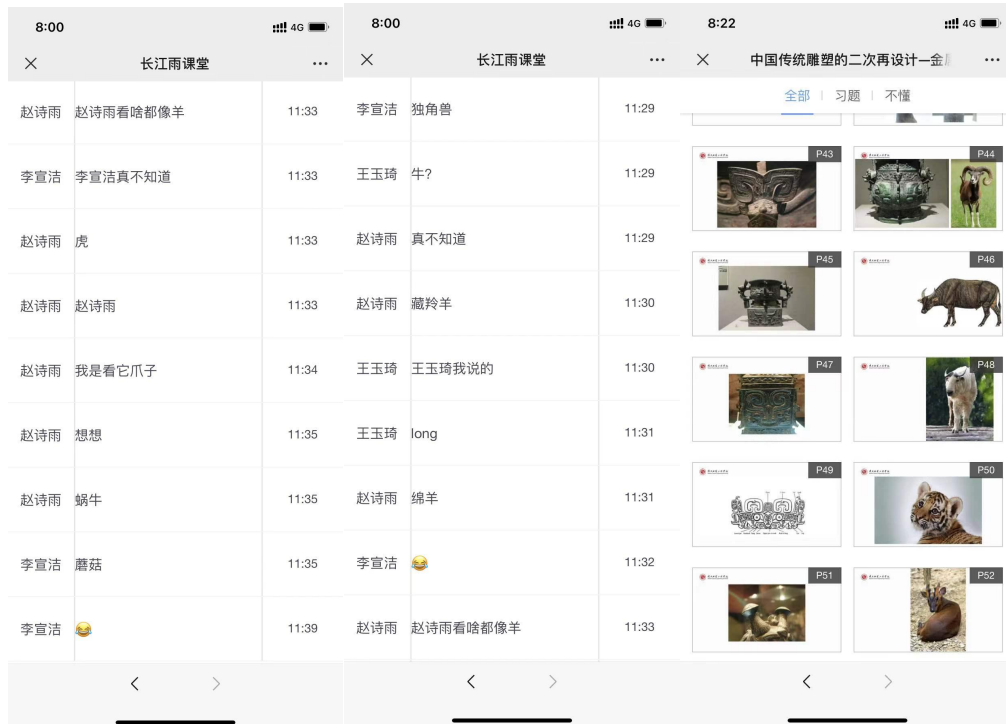 8:00
4G
长江雨课堂
赵诗雨 赵诗雨看啥都像羊 11:33
李宣洁 李宣洁真不知道 11:33
赵诗雨 虎 11:33
赵诗雨 赵诗雨 11:33
赵诗雨 我是看它爪子 11:34
赵诗雨 想想 11:35
赵诗雨 蜗牛 11:35
李宣洁 蘑菇 11:35
李宣洁 😂 11:39
8:00
4G
长江雨课堂
李宣洁 独角兽 11:29
王玉琦 牛? 11:29
赵诗雨 真不知道 11:29
赵诗雨 藏羚羊 11:30
王玉琦 王玉琦我说的 11:30
王玉琦 long 11:31
赵诗雨 绵羊 11:31
李宣洁 😂 11:32
赵诗雨 赵诗雨看啥都像羊 11:33
8:22
4G
中国传统雕塑的二次再设计—金
全部 习题 不懂
P43 P44
P45 P46
P47 P48
P49 P50
P51 P52